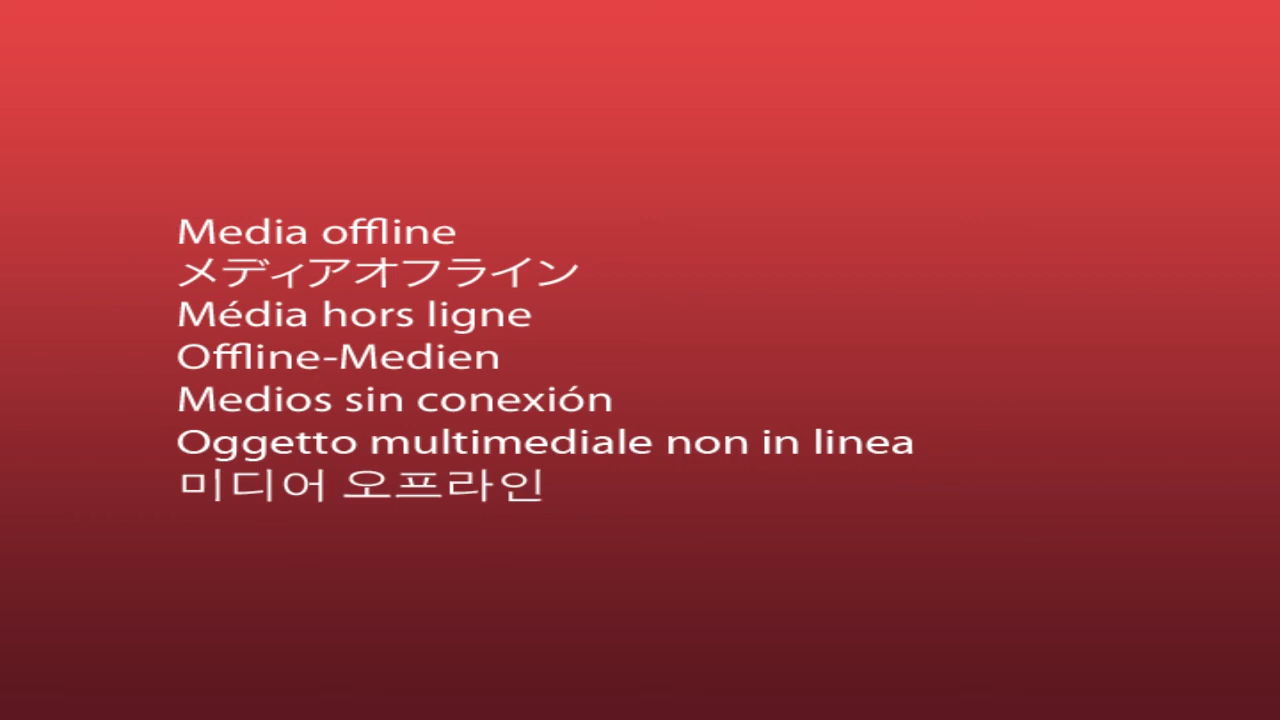 Media offline
メディアオフライン
Média hors ligne
Offline-Medien
Medios sin conexión
Oggetto multimediale non in linea
미디어 오프라인